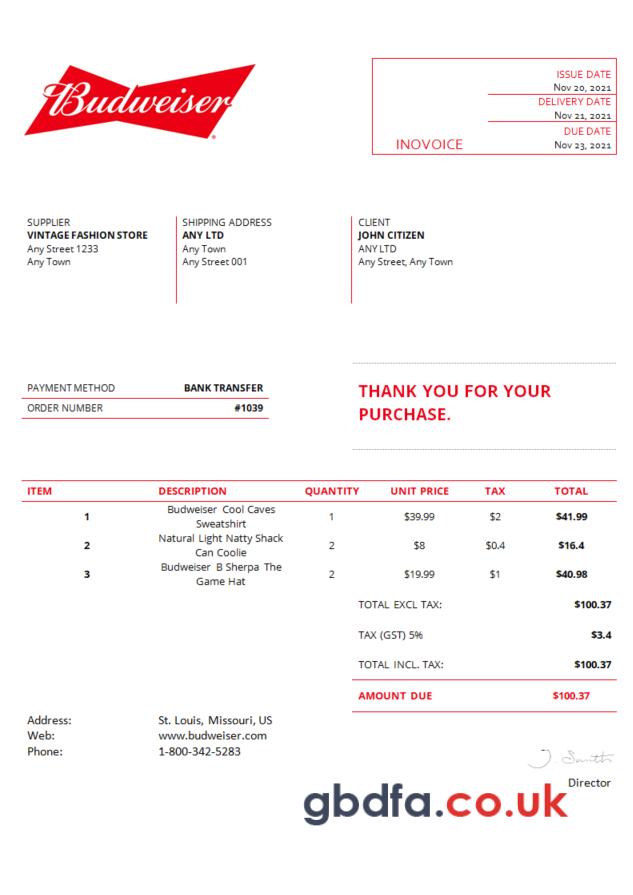 Budweiser
ISSUE DATE
Nov 20, 2021
DELIVERY DATE
Nov 21, 2021
DUE DATE
INOVOICE Nov 23, 2021
SUPPLIER
VINTAGE FASHION STORE
Any Street 1233
Any Town
SHIPPING ADDRESS
ANY LTD
Any Town
Any Street 001
CLIENT
JOHN CITIZEN
ANY LTD
Any Street, Any Town
PAYMENT METHOD BANK TRANSFER
ORDER NUMBER #1039
THANK YOU FOR YOUR
PURCHASE.
ITEM DESCRIPTION QUANTITY UNIT PRICE TAX TOTAL
Budweiser Cool Caves
1 1 $39.99 $2 $41.99
Sweatshirt
Natural Light Natty Shack
2 2 $8 $0.4 $16.4
Can Coolie
Budweiser B Sherpa The
3 2 $19.99 $1 $40.98
Game Hat
TOTAL EXCL TAX: $100.37
TAX (GST) 5% $3.4
TOTAL INCL. TAX: $100.37
AMOUNT DUE $100.37
Address: St. Louis, Missouri, US
Web: www.budweiser.com
Phone: 1-800-342-5283
Director
gbdfa.co.uk